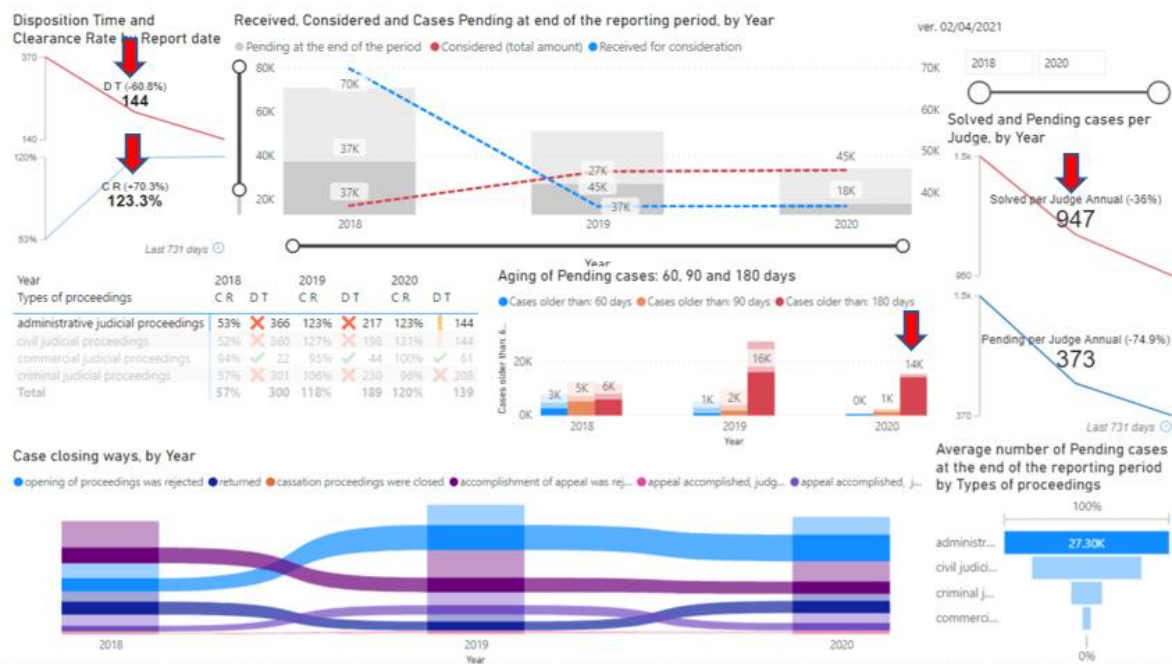 Disposition Time and
Clearance Rate by Report date
370
D T (-60.8%)
144
140
120%
C R (+70.3%)
123.3%
53%
Last 731 days
Received, Considered and Cases Pending at end of the reporting period, by Year
Pending at the end of the period Considered (total amount) Received for consideration
80K
60K
40K
20K
70K
37K
37K
27K
45K
37K
45K
18K
70K
60K
50K
40K
2018 2019 2020
Year
ver. 02/04/2021
2018 2020
Solved and Pending cases per
Judge, by Year
1.5k
Solved per Judge Annual (-36%)
947
950
1.5k
Pending per Judge Annual (-74.9%)
373
370
Last 731 days
Year 2018 2019 2020
Types of proceedings C R D T C R D T C R D T
administrative judicial proceedings 53% 366 123% 217 123% 144
civil judicial proceedings 52% 360 127% 198 131% 144
commercial judicial proceedings 94% 22 95% 44 100% 61
criminal judicial proceedings 57% 301 106% 230 96% 208
Total 57% 300 118% 189 120% 139
Aging of Pending cases: 60, 90 and 180 days
Cases older than: 60 days Cases older than: 90 days Cases older than: 180 days
Cases older than: 6...
20K
0K
3K 5K 6K
1K 2K 16K
0K 1K 14K
2018 2019 2020
Year
Case closing ways, by Year
opening of proceedings was rejected returned cassation proceedings were closed accomplishment of appeal was rej... appeal accomplished, judg... appeal accomplished, j...
2018 2019 2020
Year
Average number of Pending cases
at the end of the reporting period
by Types of proceedings
100%
administr... 27.30K
civil judici...
criminal j...
commerci...
0%